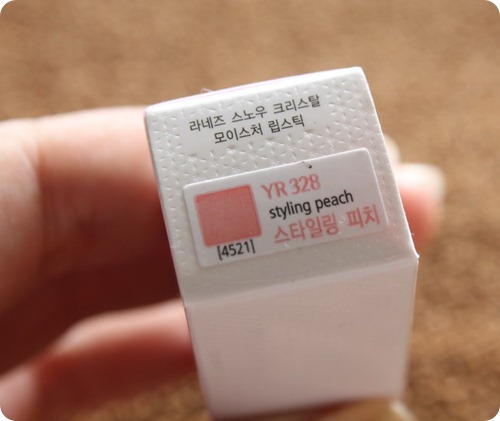 라네즈 스노우 크리스탈
모이스처 립스틱
YR 328
styling peach
스타일링 피치
[4521]